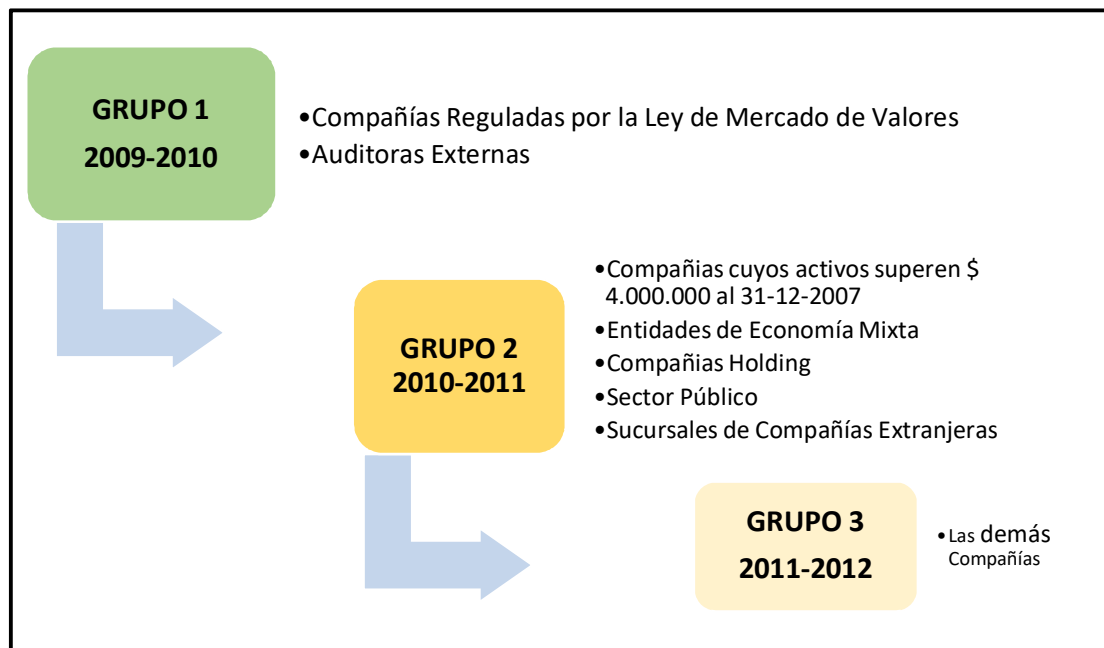 GRUPO 1
2009-2010
•Compañías Reguladas por la Ley de Mercado de Valores
•Auditoras Externas
GRUPO 2
2010-2011
•Compañias cuyos activos superen $
4.000.000 al 31-12-2007
•Entidades de Economía Mixta
•Compañias Holding
•Sector Público
•Sucursales de Compañías Extranjeras
GRUPO 3
2011-2012
•Las demás
Compañías